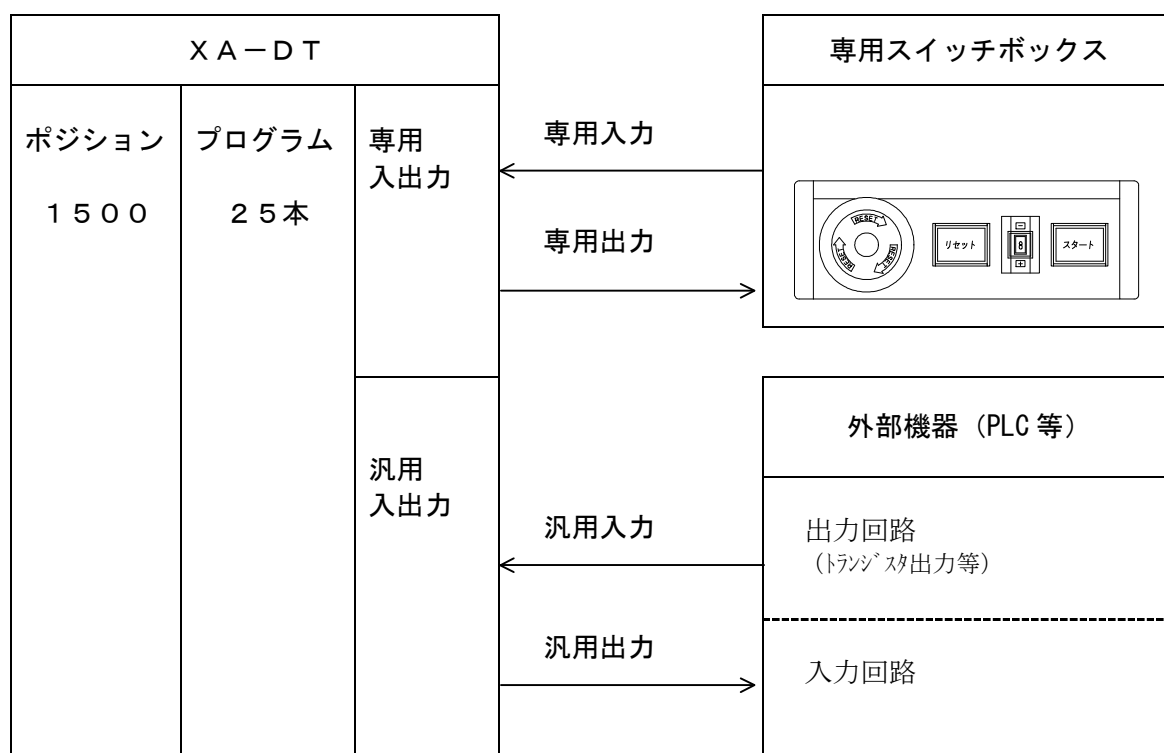 XA－DT
ポジション
1500
プログラム
25本
専用
入出力
汎用
入出力
専用入力
専用出力
汎用入力
汎用出力
専用スイッチボックス
RESET
RESET
RESET
リセット
－
8
＋
スタート
外部機器（PLC等）
出力回路
（ﾄﾗﾝｼﾞｽﾀ出力等）
入力回路